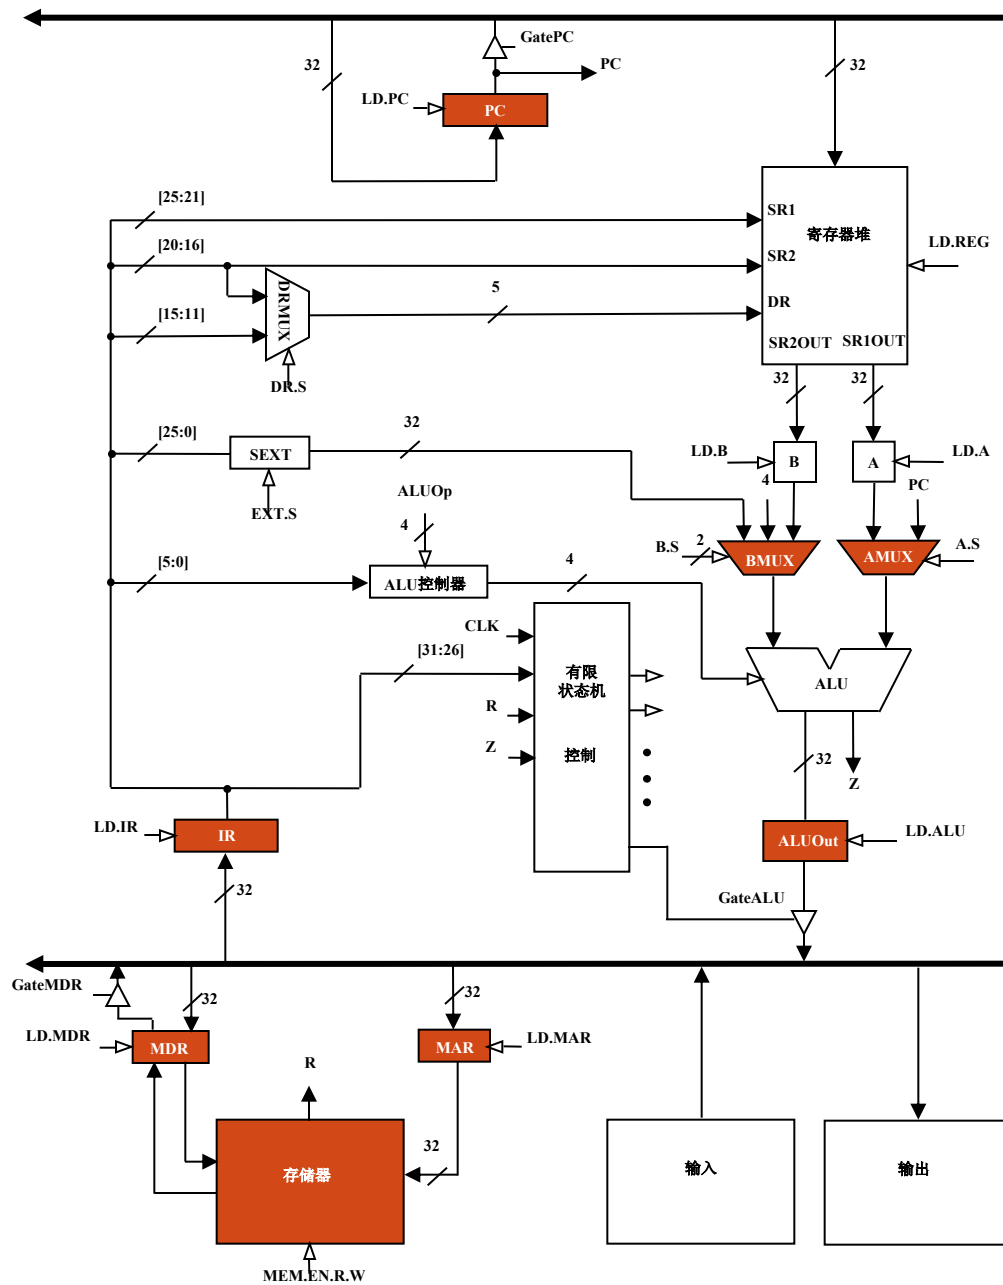 GatePC
32
PC
32
LD.PC
PC
[25:21]
SR1
寄存器堆
[20:16]
SR2
LD.REG
DRMUX
5
DR
[15:11]
SR2OUT
SR1OUT
DR.S
32
32
[25:0]
32
SEXT
LD.B
B
A
LD.A
ALUOp
4
PC
EXT.S
4
B.S
2
BMUX
AMUX
A.S
[5:0]
ALU控制器
4
CLK
[31:26]
有限
状态机
ALU
R
Z
控制
32
Z
LD.IR
IR
ALUOut
LD.ALU
32
GateALU
GateMDR
32
32
LD.MDR
MDR
MAR
LD.MAR
R
32
存储器
输入
输出
MEM.EN.R.W